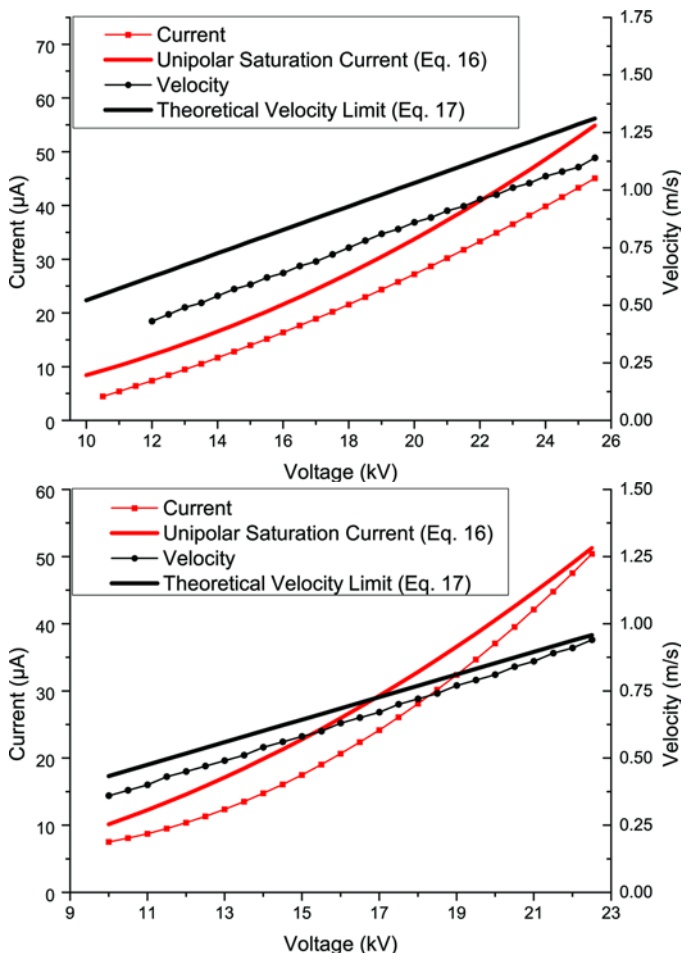 Current
Unipolar Saturation Current (Eq. 16)
Velocity
Theoretical Velocity Limit (Eq. 17)
Current (µA)
70
60
50
40
30
20
10
0
1.75
1.50
1.25
1.00
0.75
0.50
0.25
0.00
Velocity (m/s)
10 12 14 16 18 20 22 24 26
Voltage (kV)
Current
Unipolar Saturation Current (Eq. 16)
Velocity
Theoretical Velocity Limit (Eq. 17)
Current (µA)
60
50
40
30
20
10
0
1.50
1.25
1.00
0.75
0.50
0.25
0.00
Velocity (m/s)
9 11 13 15 17 19 21 23
Voltage (kV)